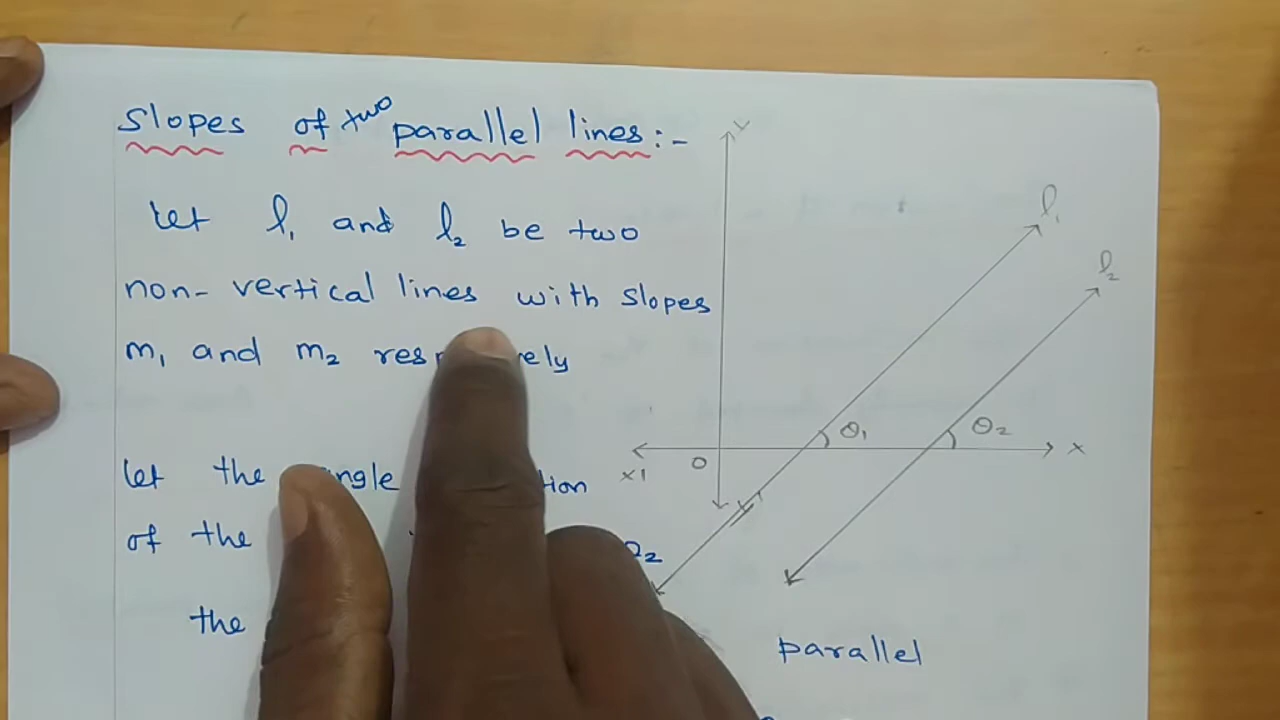 Slopes of two parallel lines:-
Let l₁ and l₂ be two
non-vertical lines with slopes
m₁ and m₂
Let the
of the
the parallel
Y
l₁
l₂
θ₁
θ₂
X
O
X1